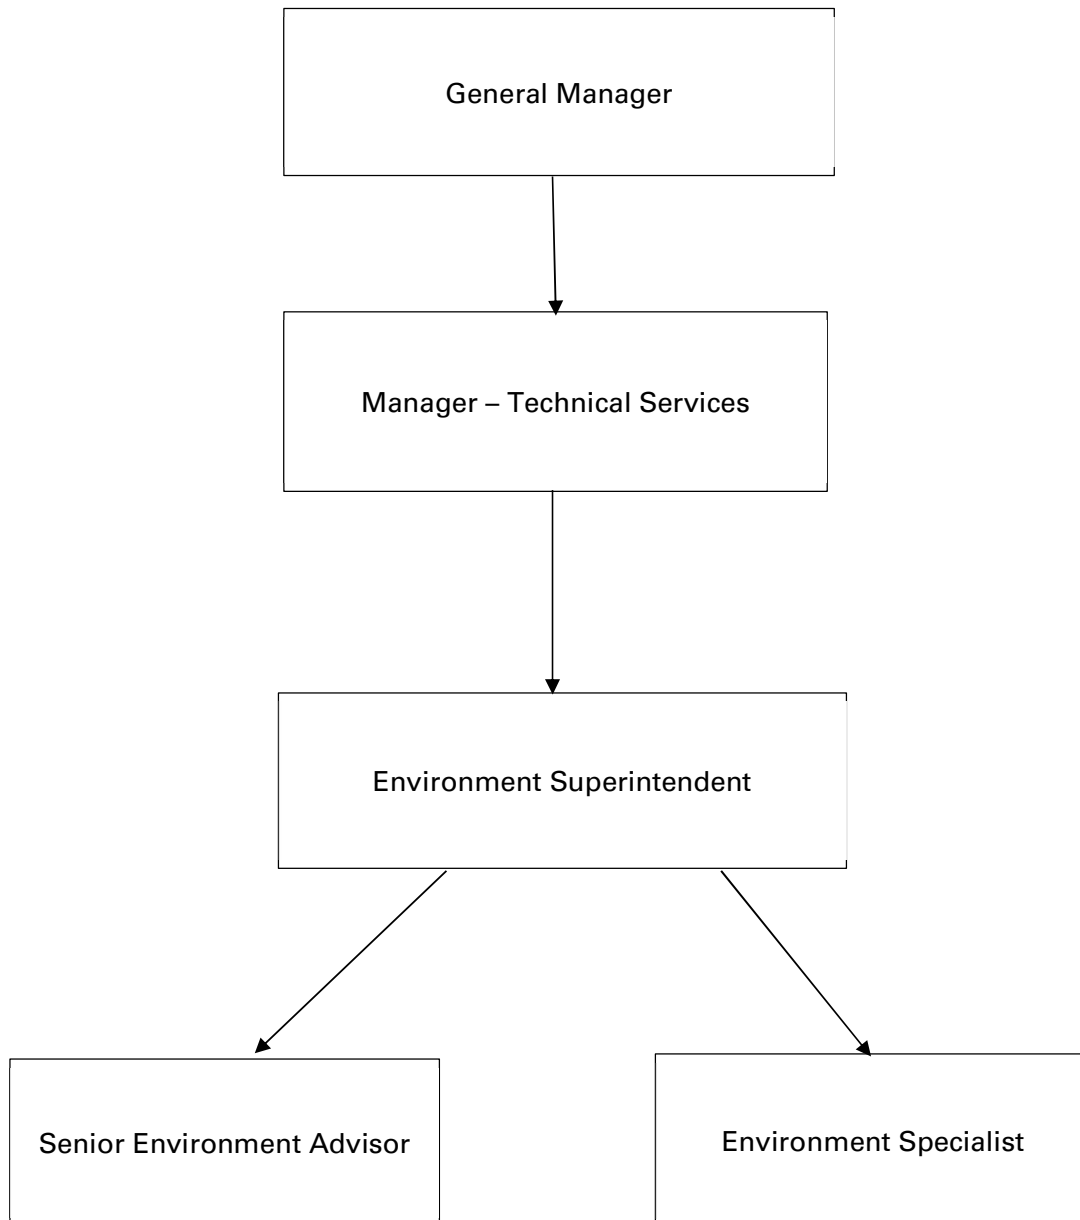 General Manager
Manager – Technical Services
Environment Superintendent
Senior Environment Advisor
Environment Specialist